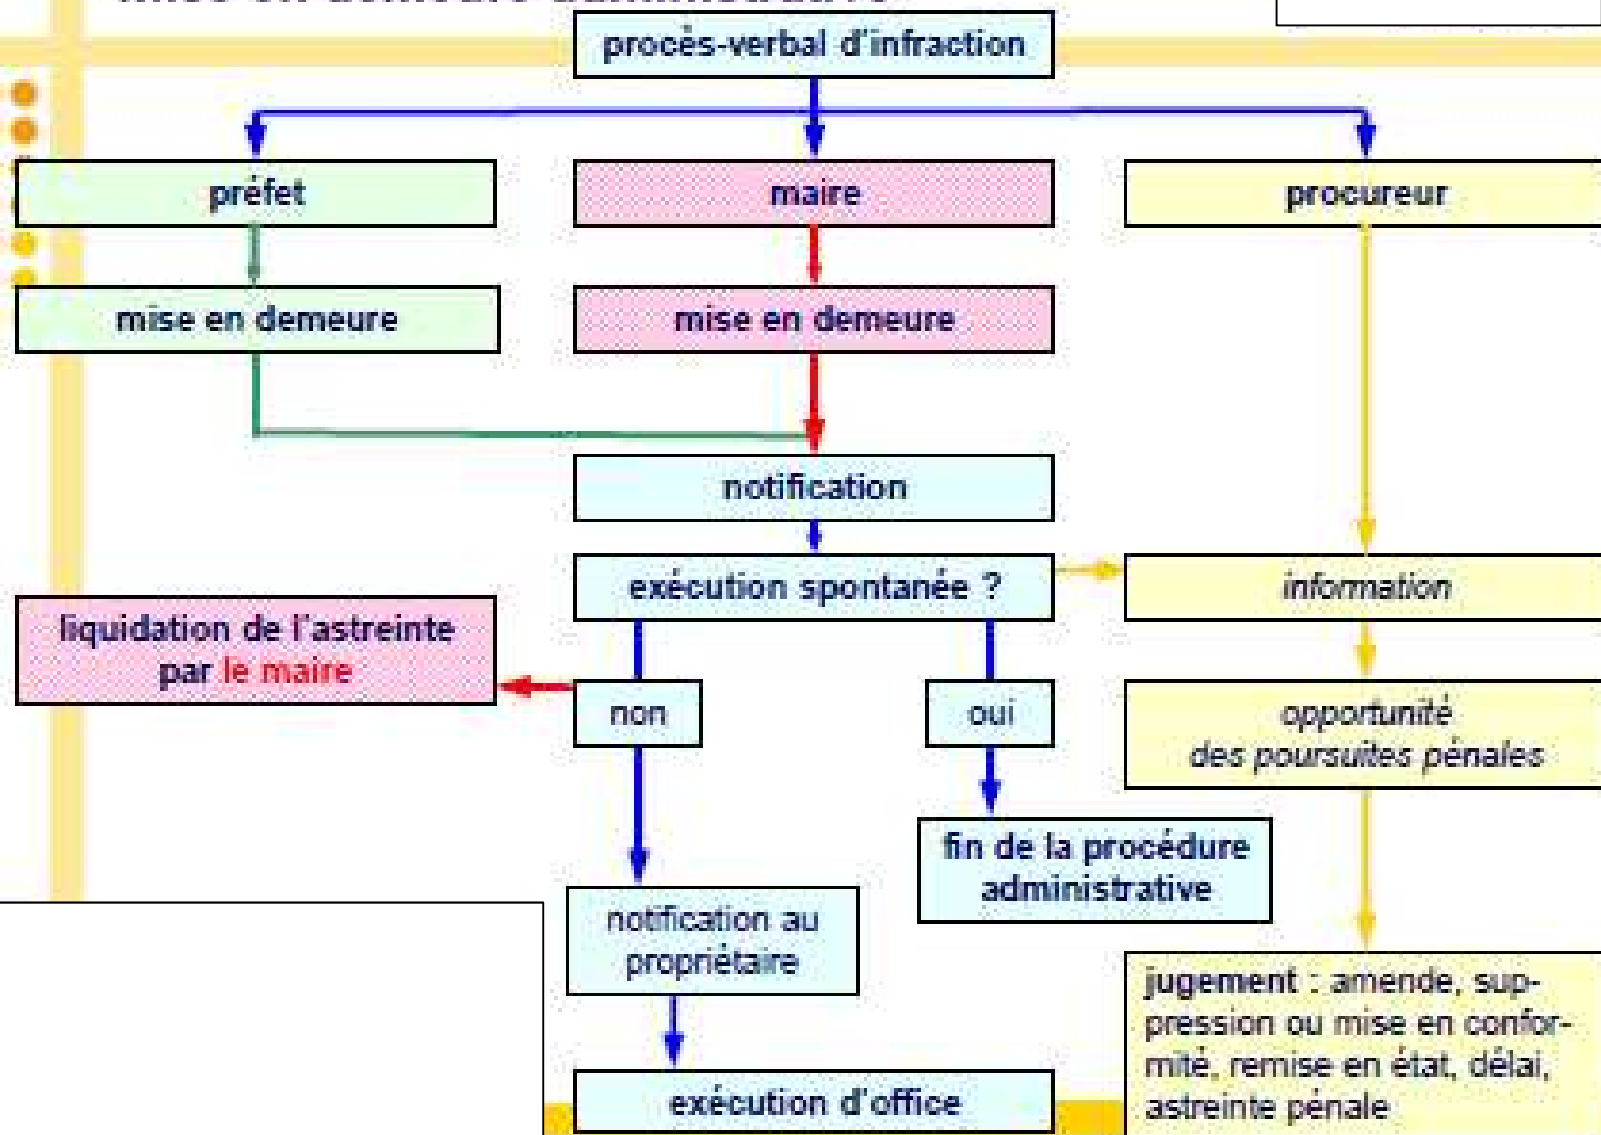 procès-verbal d'infraction
préfet
maire
procureur
mise en demeure
mise en demeure
notification
exécution spontanée ?
information
liquidation de l'astreinte
par le maire
non
oui
opportunité
des poursuites pénales
fin de la procédure
administrative
notification au
propriétaire
jugement : amende, sup-
pression ou mise en confor-
mité, remise en état, délai,
astreinte pénale
exécution d'office